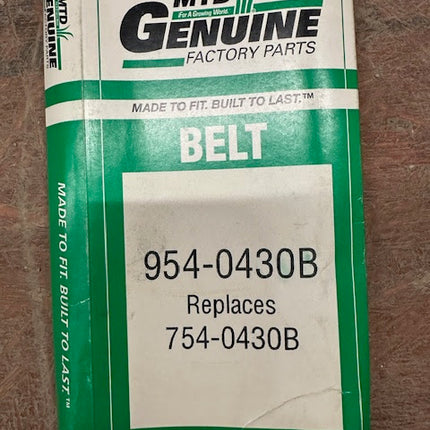 MTD
For A Growing World.
GENUINE
FACTORY PARTS
MADE TO FIT. BUILT TO LAST.™
BELT
954-0430B
Replaces
754-0430B
MTD
GENUINE
MADE TO FIT. BUILT TO LAST.™